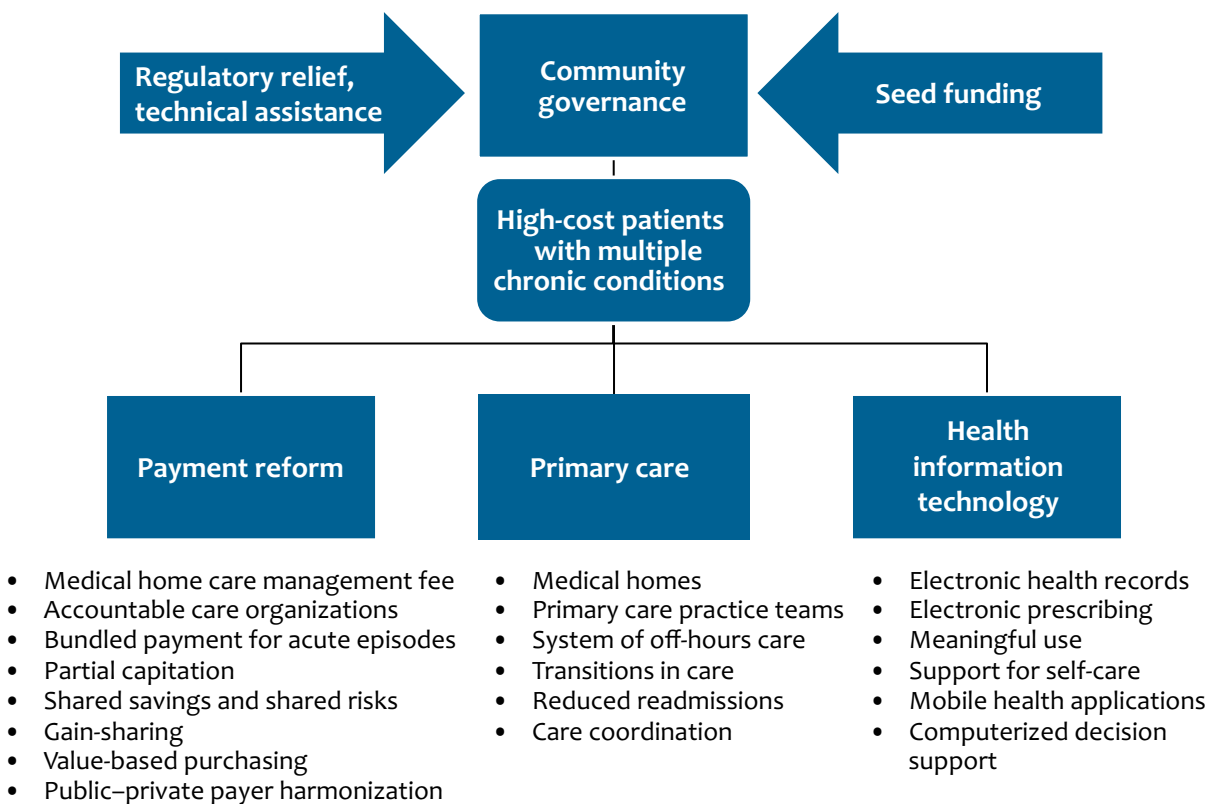 Regulatory relief,
technical assistance
Community
governance
Seed funding
High-cost patients
with multiple
chronic conditions
Payment reform
Primary care
Health
information
technology
• Medical home care management fee
• Accountable care organizations
• Bundled payment for acute episodes
• Partial capitation
• Shared savings and shared risks
• Gain-sharing
• Value-based purchasing
• Public–private payer harmonization
• Medical homes
• Primary care practice teams
• System of off-hours care
• Transitions in care
• Reduced readmissions
• Care coordination
• Electronic health records
• Electronic prescribing
• Meaningful use
• Support for self-care
• Mobile health applications
• Computerized decision
support